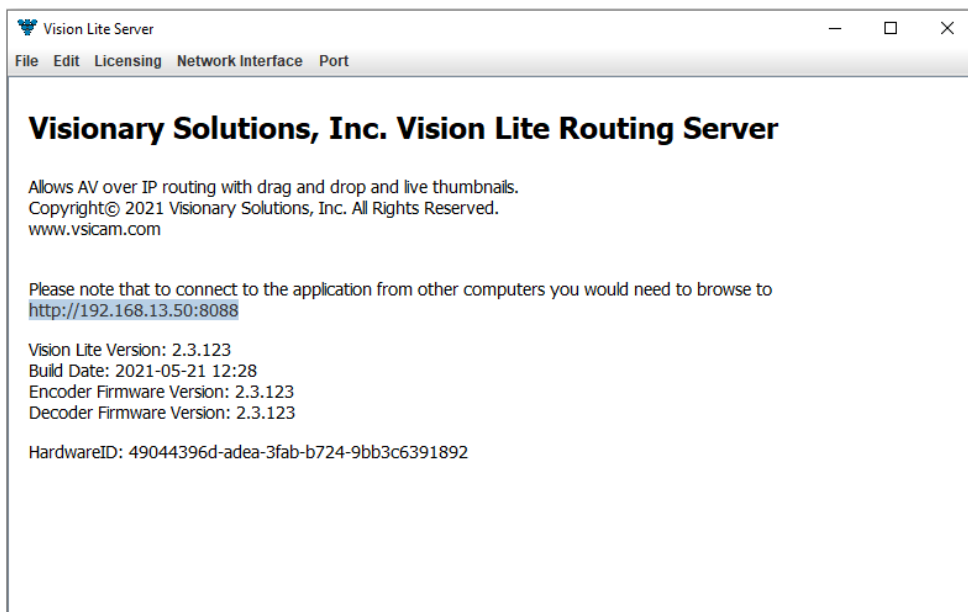 Vision Lite Server
File Edit Licensing Network Interface Port
Visionary Solutions, Inc. Vision Lite Routing Server
Allows AV over IP routing with drag and drop and live thumbnails.
Copyright© 2021 Visionary Solutions, Inc. All Rights Reserved.
www.vsicam.com
Please note that to connect to the application from other computers you would need to browse to
http://192.168.13.50:8088
Vision Lite Version: 2.3.123
Build Date: 2021-05-21 12:28
Encoder Firmware Version: 2.3.123
Decoder Firmware Version: 2.3.123
HardwareID: 49044396d-adea-3fab-b724-9bb3c6391892